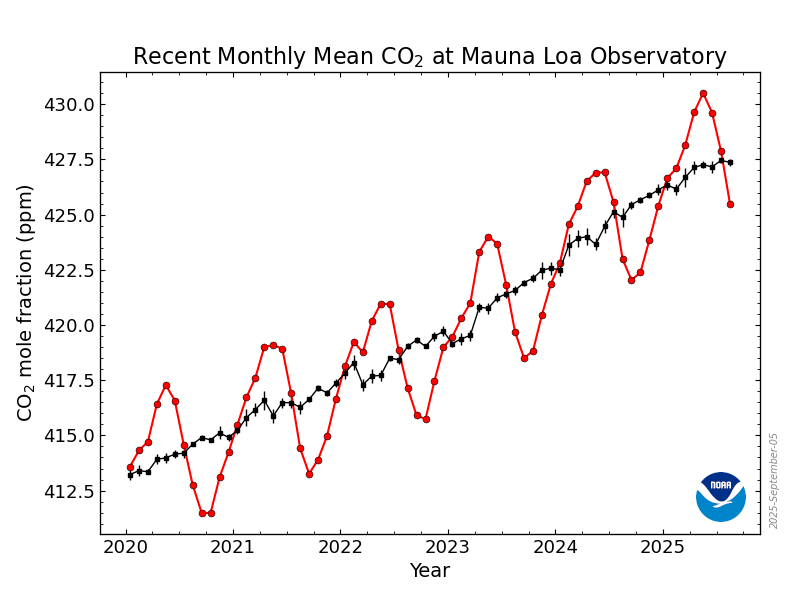 Recent Monthly Mean CO₂ at Mauna Loa Observatory
CO₂ mole fraction (ppm)
430.0
427.5
425.0
422.5
420.0
417.5
415.0
412.5
2020
2021
2022
2023
2024
2025
Year
NOAA
2025-September-05